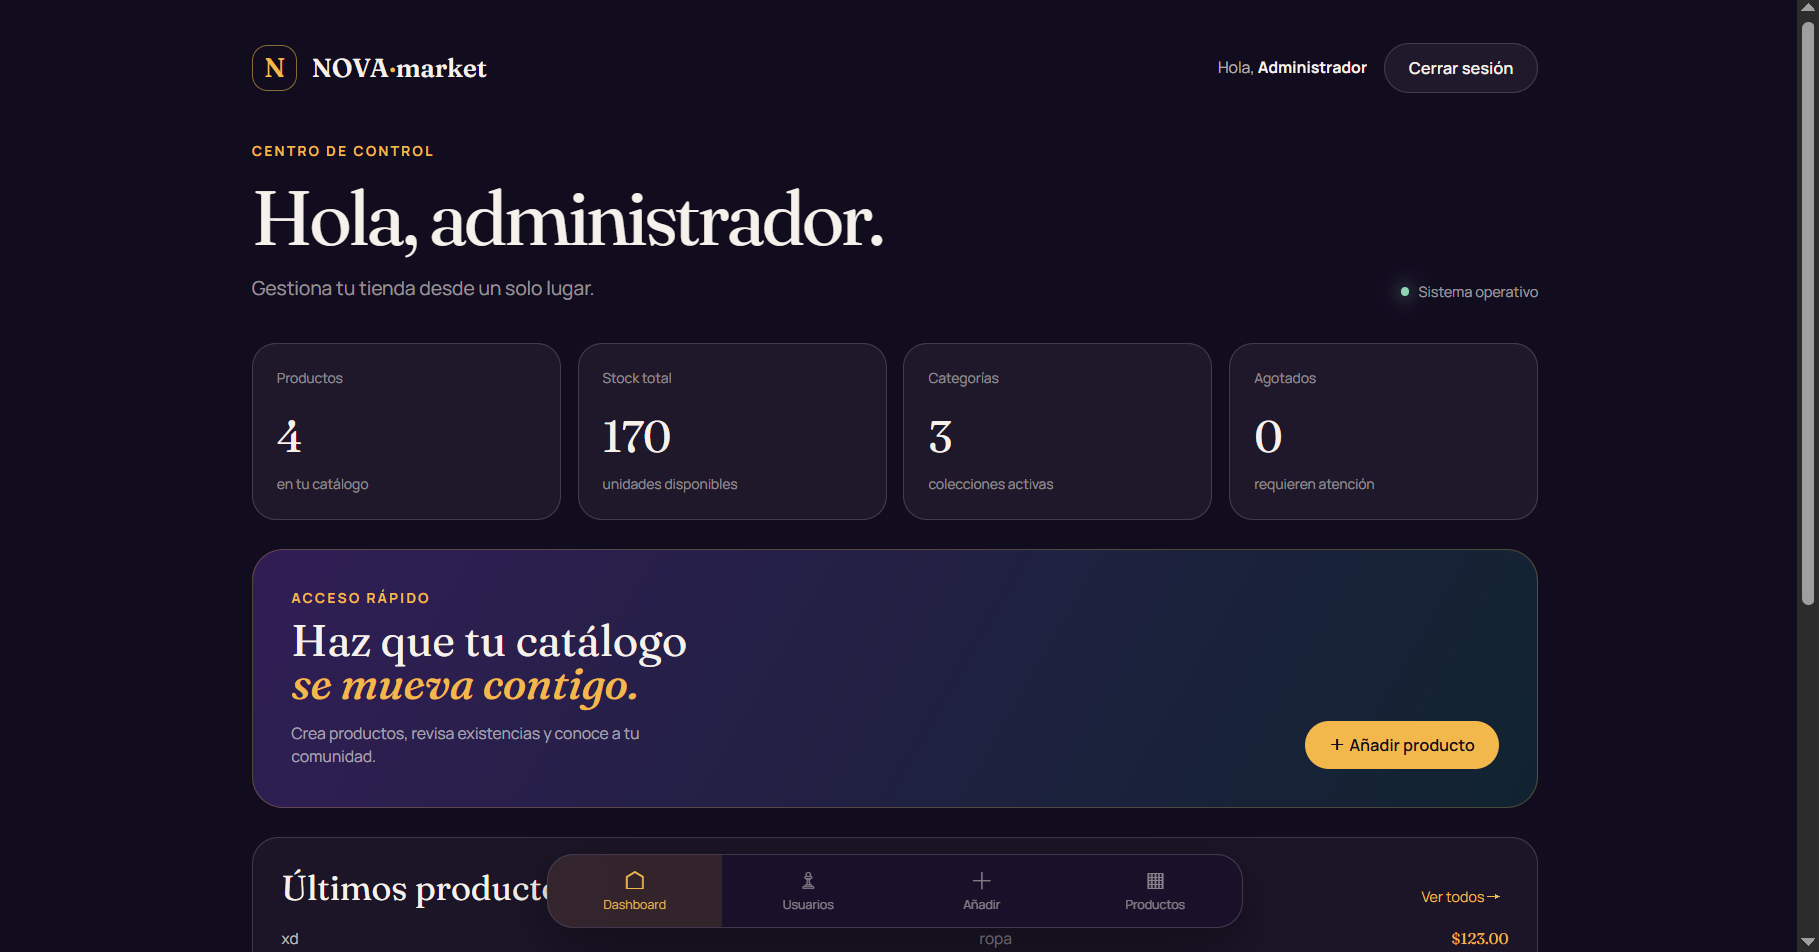 N NOVA·market
Hola, Administrador
Cerrar sesión
CENTRO DE CONTROL
Hola, administrador.
Gestiona tu tienda desde un solo lugar.
Sistema operativo
Productos
4
en tu catálogo
Stock total
170
unidades disponibles
Categorías
3
colecciones activas
Agotados
0
requieren atención
ACCESO RÁPIDO
Haz que tu catálogo
se mueva contigo.
Crea productos, revisa existencias y conoce a tu
comunidad.
+ Añadir producto
Últimos producto
Ver todos→
xd
ropa
$123.00
Dashboard
Usuarios
Añadir
Productos